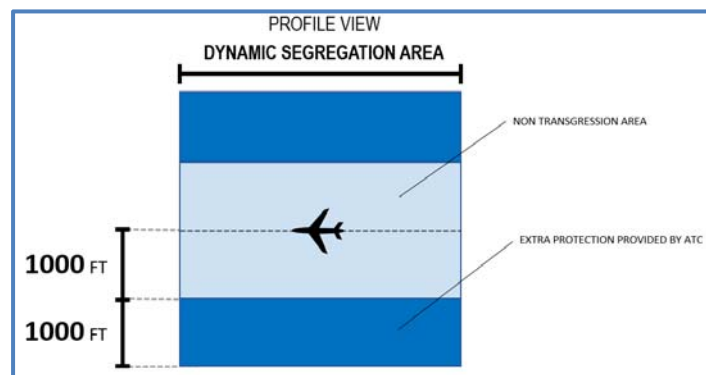 PROFILE VIEW
DYNAMIC SEGREGATION AREA
NON TRANSGRESSION AREA
1000 FT
EXTRA PROTECTION PROVIDED BY ATC
1000 FT